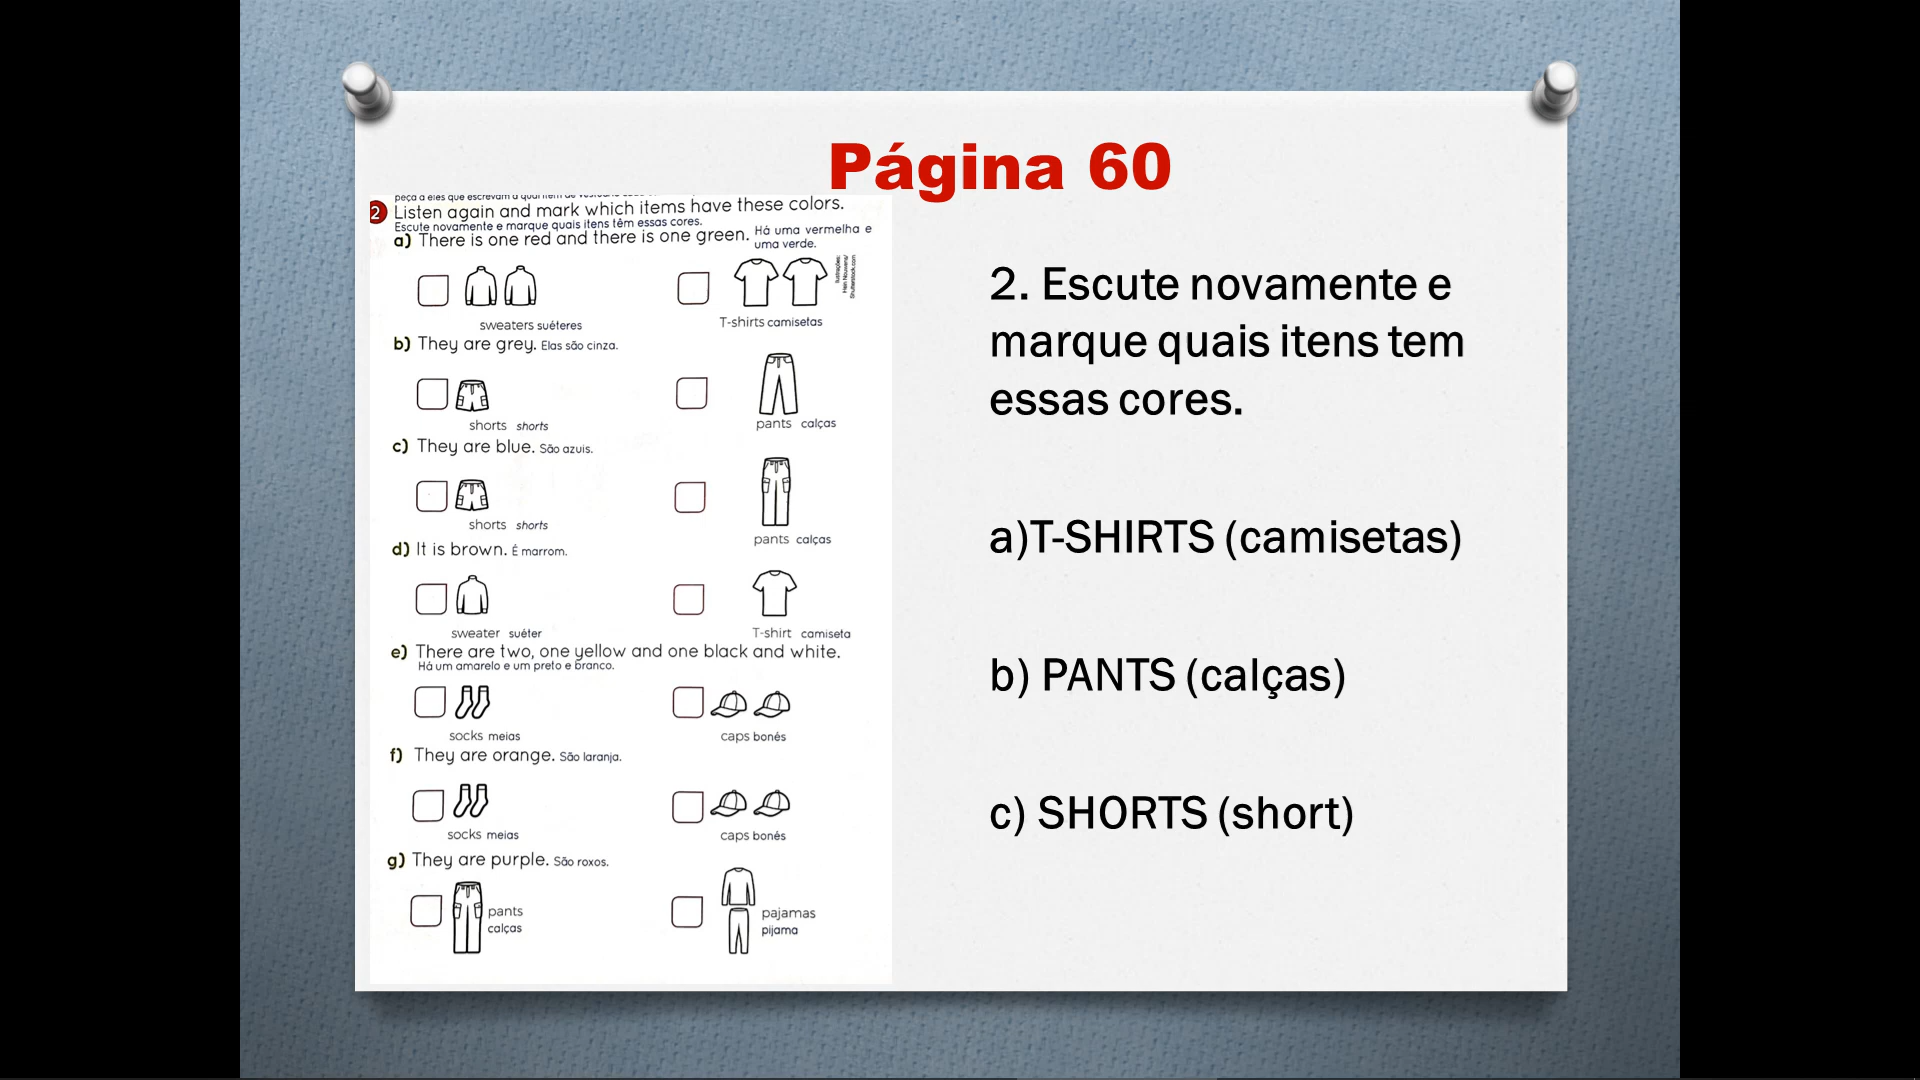 Página 60
2 Listen again and mark which items have these colors.
Escute novamente e marque quais itens têm essas cores.
a) There is one red and there is one green. Há uma vermelha e
uma verde.
Ilustrações:
Shutterstock.com
sweaters suéteres
T-shirts camisetas
b) They are grey. Elas são cinza.
shorts shorts
pants calças
c) They are blue. São azuis.
shorts shorts
pants calças
d) It is brown. É marrom.
sweater suéter
T-shirt camiseta
e) There are two, one yellow and one black and white.
Há um amarelo e um preto e branco.
socks meias
caps bonés
f) They are orange. São laranja.
socks meias
caps bonés
g) They are purple. São roxos.
pants
calças
pajamas
pijama
2. Escute novamente e
marque quais itens tem
essas cores.
a)T-SHIRTS (camisetas)
b) PANTS (calças)
c) SHORTS (short)